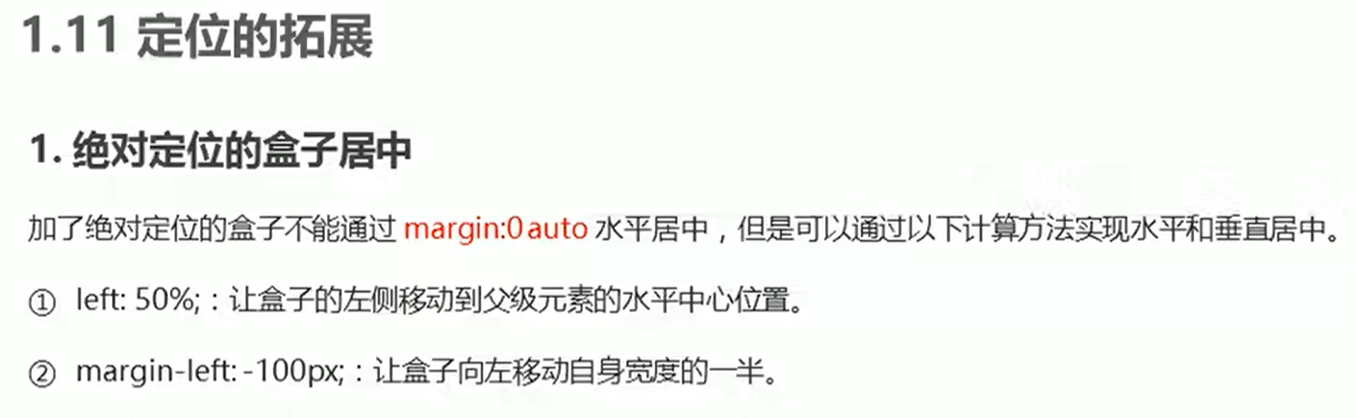 1.11 定位的拓展
1. 绝对定位的盒子居中
加了绝对定位的盒子不能通过 margin:0 auto 水平居中，但是可以通过以下计算方法实现水平和垂直居中。
① left: 50%;：让盒子的左侧移动到父级元素的水平中心位置。
② margin-left: -100px;：让盒子向左移动自身宽度的一半。